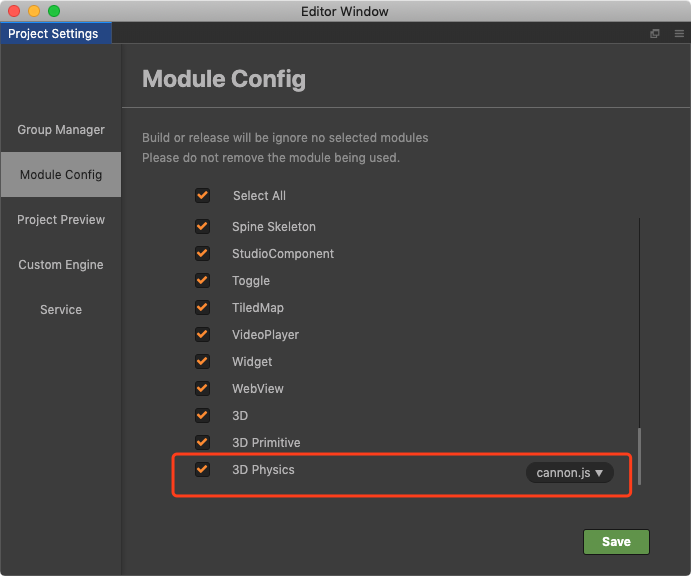 Editor Window
Project Settings
Module Config
Build or release will be ignore no selected modules
Please do not remove the module being used.
Group Manager
Module Config
Project Preview
Custom Engine
Service
Select All
Spine Skeleton
StudioComponent
Toggle
TiledMap
VideoPlayer
Widget
WebView
3D
3D Primitive
3D Physics cannon.js
Save